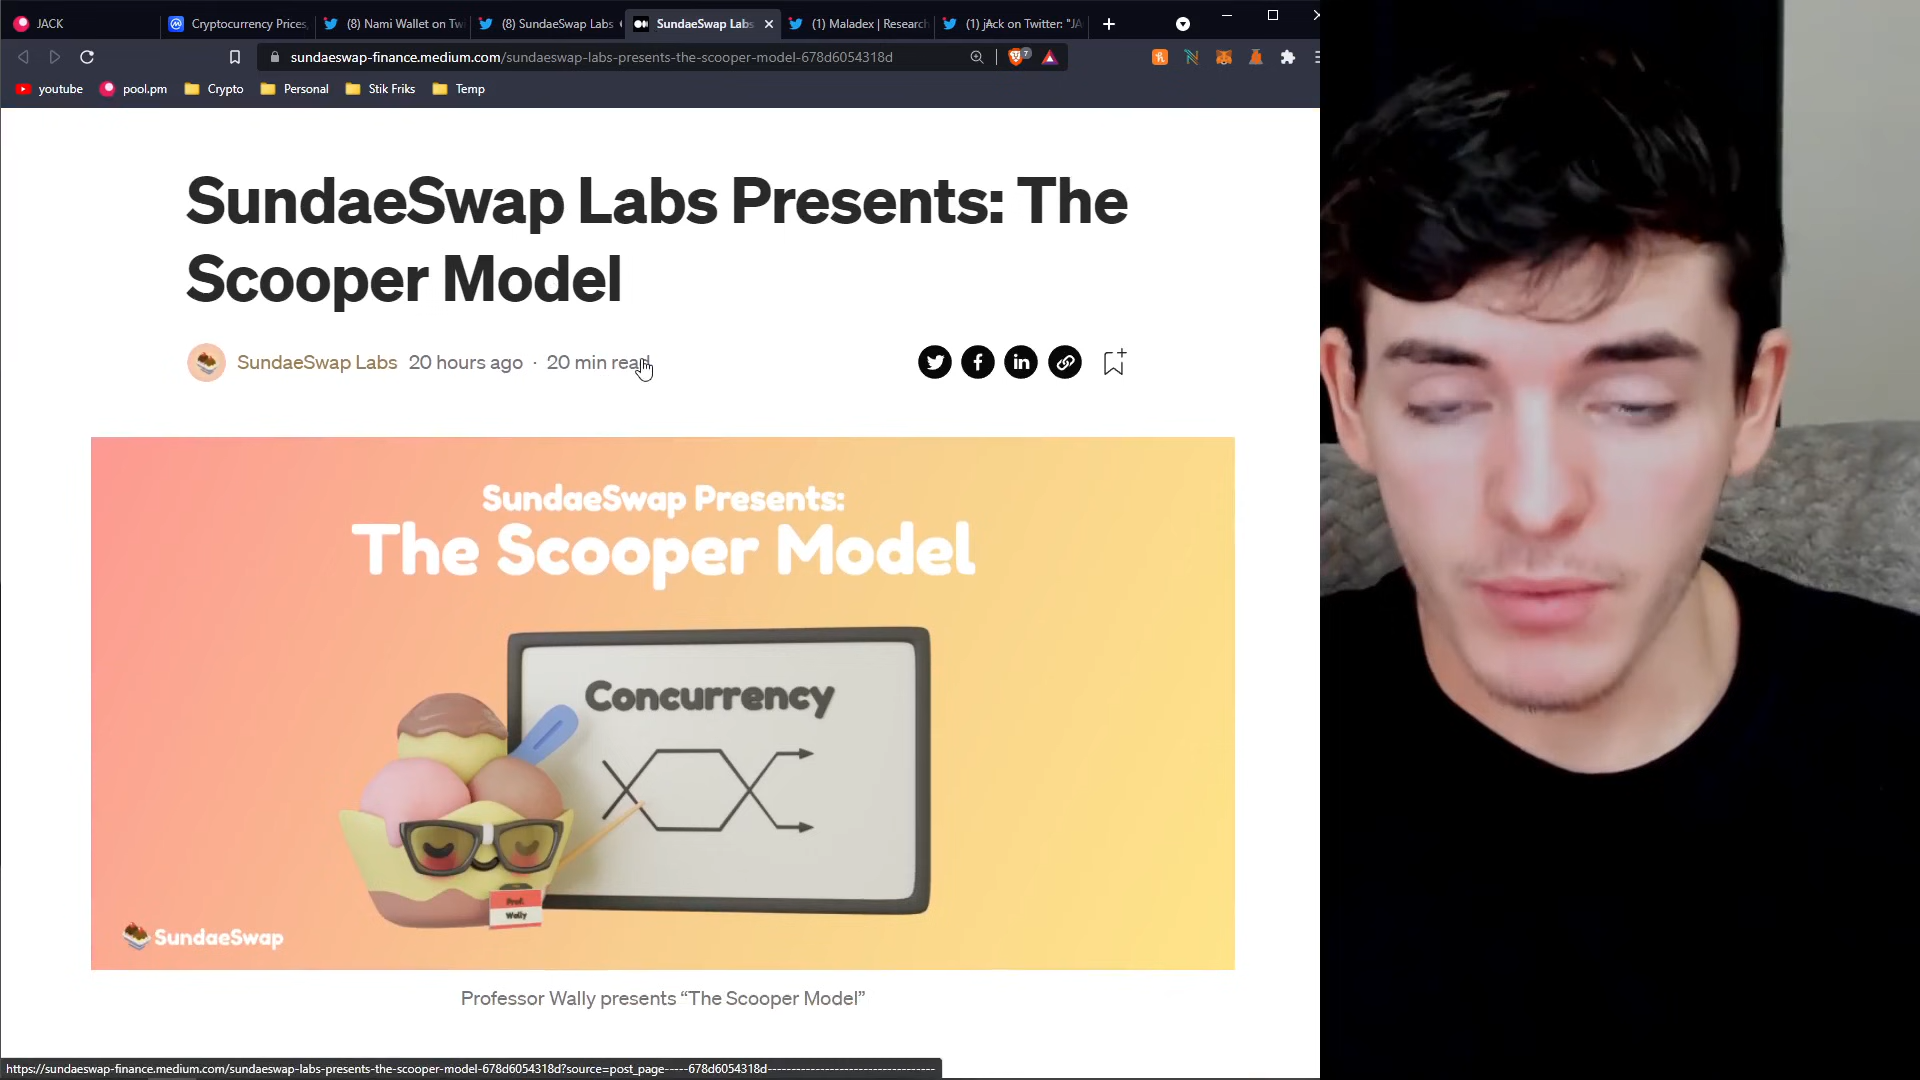 JACK
Cryptocurrency Prices,
(8) Nami Wallet on Tw
(8) SundaeSwap Labs
SundaeSwap Labs
(1) Maladex | Research
(1) jɅck on Twitter: "JA
sundaeswap-finance.medium.com/sundaeswap-labs-presents-the-scooper-model-678d6054318d
7
youtube
pool.pm
Crypto
Personal
Stik Friks
Temp
SundaeSwap Labs Presents: The
Scooper Model
SundaeSwap Labs 20 hours ago · 20 min read
SundaeSwap Presents:
The Scooper Model
Concurrency
Prof.
Wally
SundaeSwap
Professor Wally presents “The Scooper Model”
https://sundaeswap-finance.medium.com/sundaeswap-labs-presents-the-scooper-model-678d6054318d?source=post_page-----678d6054318d-----------------------------------